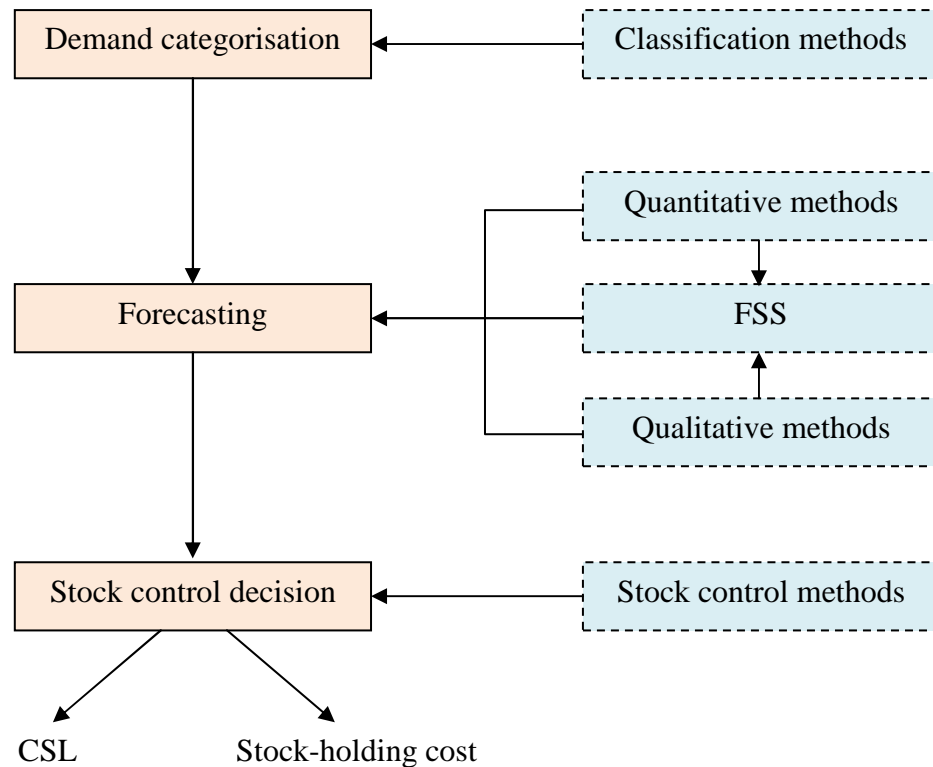 Demand categorisation
Classification methods
Quantitative methods
Forecasting
FSS
Qualitative methods
Stock control decision
Stock control methods
CSL
Stock-holding cost